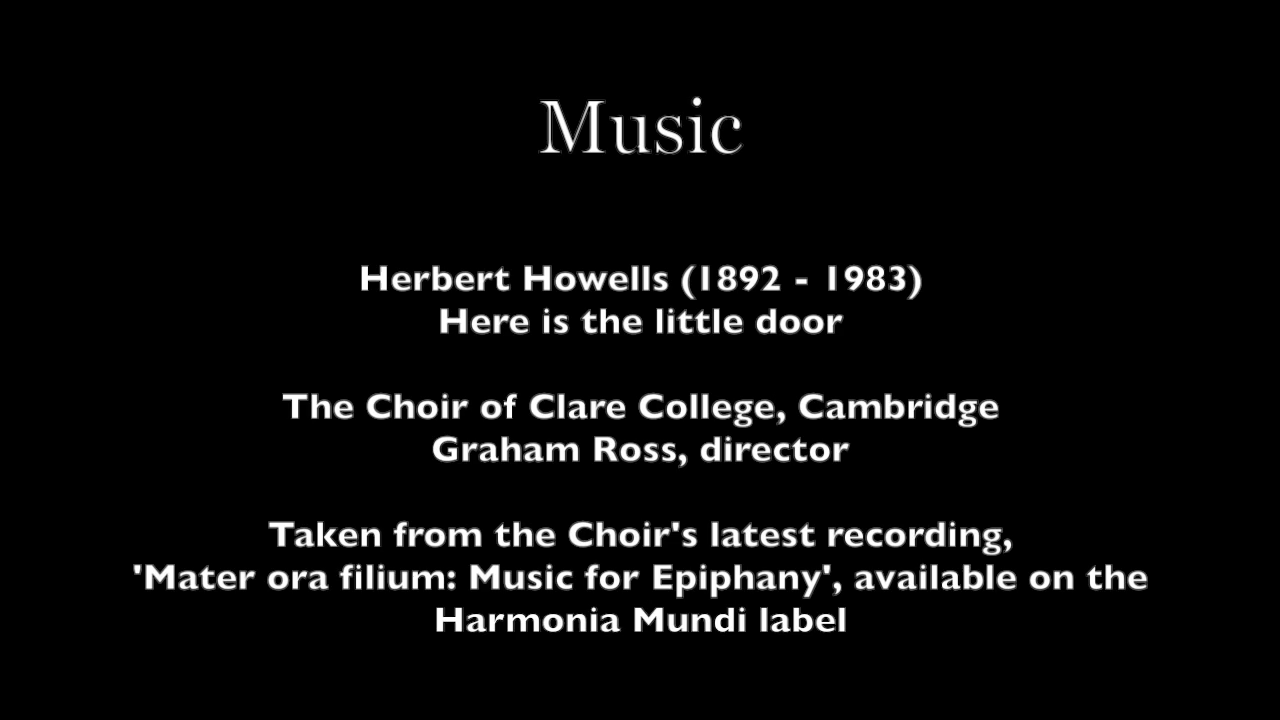 Music
Herbert Howells (1892 - 1983)
Here is the little door
The Choir of Clare College, Cambridge
Graham Ross, director
Taken from the Choir's latest recording,
'Mater ora filium: Music for Epiphany', available on the
Harmonia Mundi label